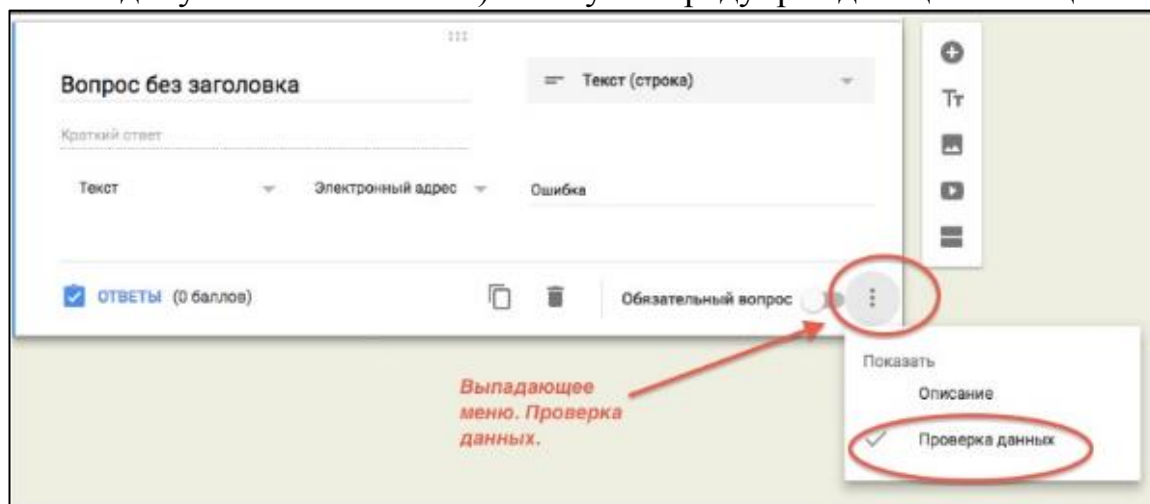 Вопрос без заголовка
Текст (строка)
Тт
Краткий ответ
Текст
Электронный адрес
Ошибка
ОТВЕТЫ (0 баллов)
Обязательный вопрос
Показать
Описание
Проверка данных
Выпадающее
меню. Проверка
данных.